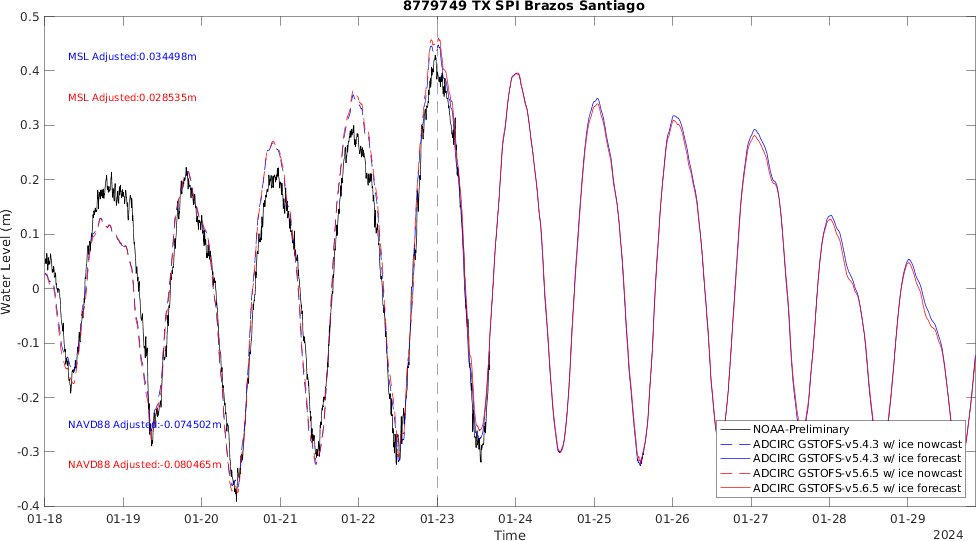 8779749 TX SPI Brazos Santiago
0.5
0.4
0.3
0.2
0.1
0
-0.1
-0.2
-0.3
-0.4
Water Level (m)
MSL Adjusted:0.034498m
MSL Adjusted:0.028535m
NAVD88 Adjusted:-0.074502m
NAVD88 Adjusted:-0.080465m
NOAA-Preliminary
ADCIRC GSTOFS-v5.4.3 w/ ice nowcast
ADCIRC GSTOFS-v5.4.3 w/ ice forecast
ADCIRC GSTOFS-v5.6.5 w/ ice nowcast
ADCIRC GSTOFS-v5.6.5 w/ ice forecast
01-18 01-19 01-20 01-21 01-22 01-23 01-24 01-25 01-26 01-27 01-28 01-29
Time
2024